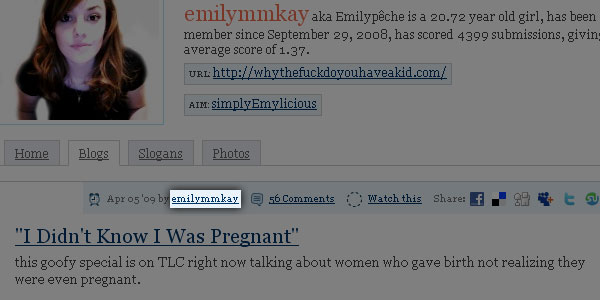 emilymmkay aka Emilypêche is a 20.72 year old girl, has been
member since September 29, 2008, has scored 4399 submissions, giving
average score of 1.37.
URL: http://whythefuckdoyouhaveakid.com/
AIM: simplyEmylicious
Home Blogs Slogans Photos
Apr 05 '09 by emilymmkay 56 Comments Watch this Share:
"I Didn't Know I Was Pregnant"
this goofy special is on TLC right now talking about women who gave birth not realizing they
were even pregnant.